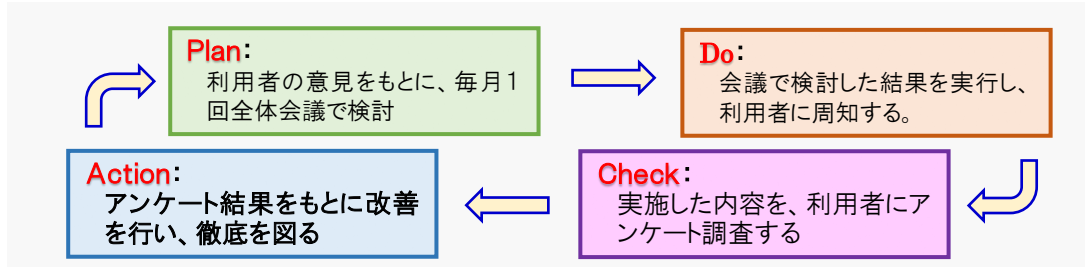 Plan:
利用者の意見をもとに、毎月1
回全体会議で検討
Do:
会議で検討した結果を実行し、
利用者に周知する。
Check:
実施した内容を、利用者にア
ンケート調査する
Action:
アンケート結果をもとに改善
を行い、徹底を図る